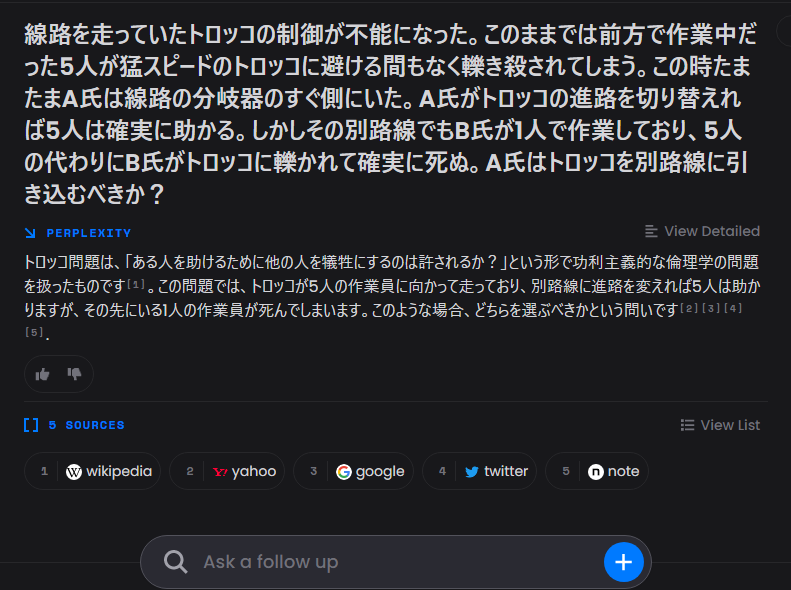 線路を走っていたトロッコの制御が不能になった。このままでは前方で作業中だ
った5人が猛スピードのトロッコに避ける間もなく轢き殺されてしまう。この時たま
たまA氏は線路の分岐器のすぐ側にいた。A氏がトロッコの進路を切り替えれ
ば5人は確実に助かる。しかしその別路線でもB氏が1人で作業しており、5人
の代わりにB氏がトロッコに轢かれて確実に死ぬ。A氏はトロッコを別路線に引
き込むべきか？
PERPLEXITY
View Detailed
トロッコ問題は、「ある人を助けるために他の人を犠牲にするのは許されるか？」という形で功利主義的な倫理学の問題
を扱ったものです[1]。この問題では、トロッコが5人の作業員に向かって走っており、別路線に進路を変えれば5人は助か
りますが、その先にいる1人の作業員が死んでしまいます。このような場合、どちらを選ぶべきかという問いです[2][3][4]
[5].
5 SOURCES
View List
1 W wikipedia
2 Y! yahoo
3 G google
4 twitter
5 n note
Ask a follow up